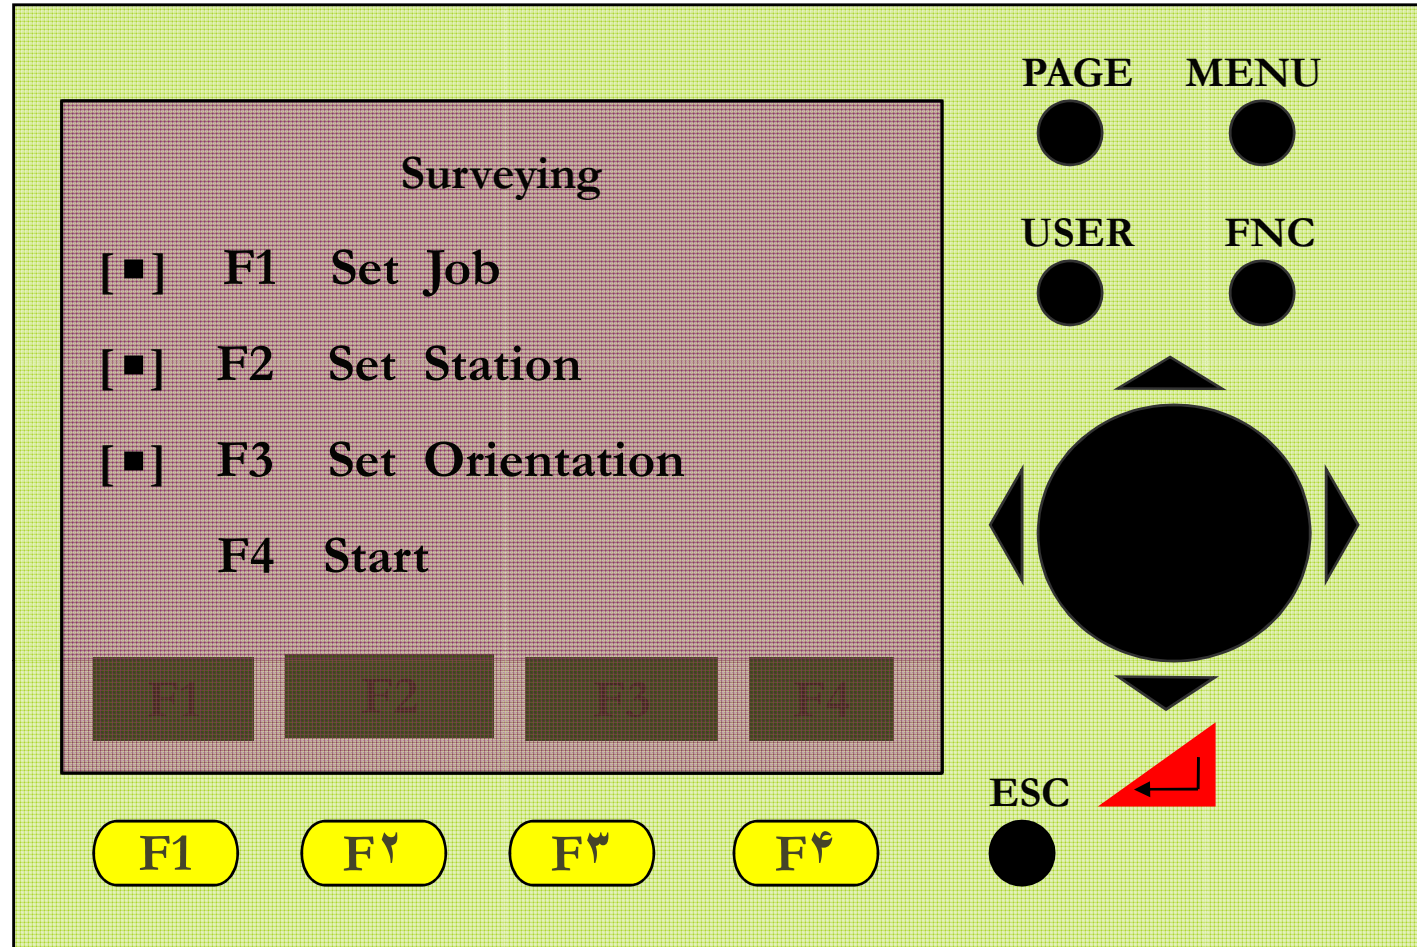 PAGE MENU
Surveying
USER FNC
[▪] F1 Set Job
[▪] F2 Set Station
[▪] F3 Set Orientation
F4 Start
F1 F2 F3 F4
ESC
F1 F۲ F۳ F۴